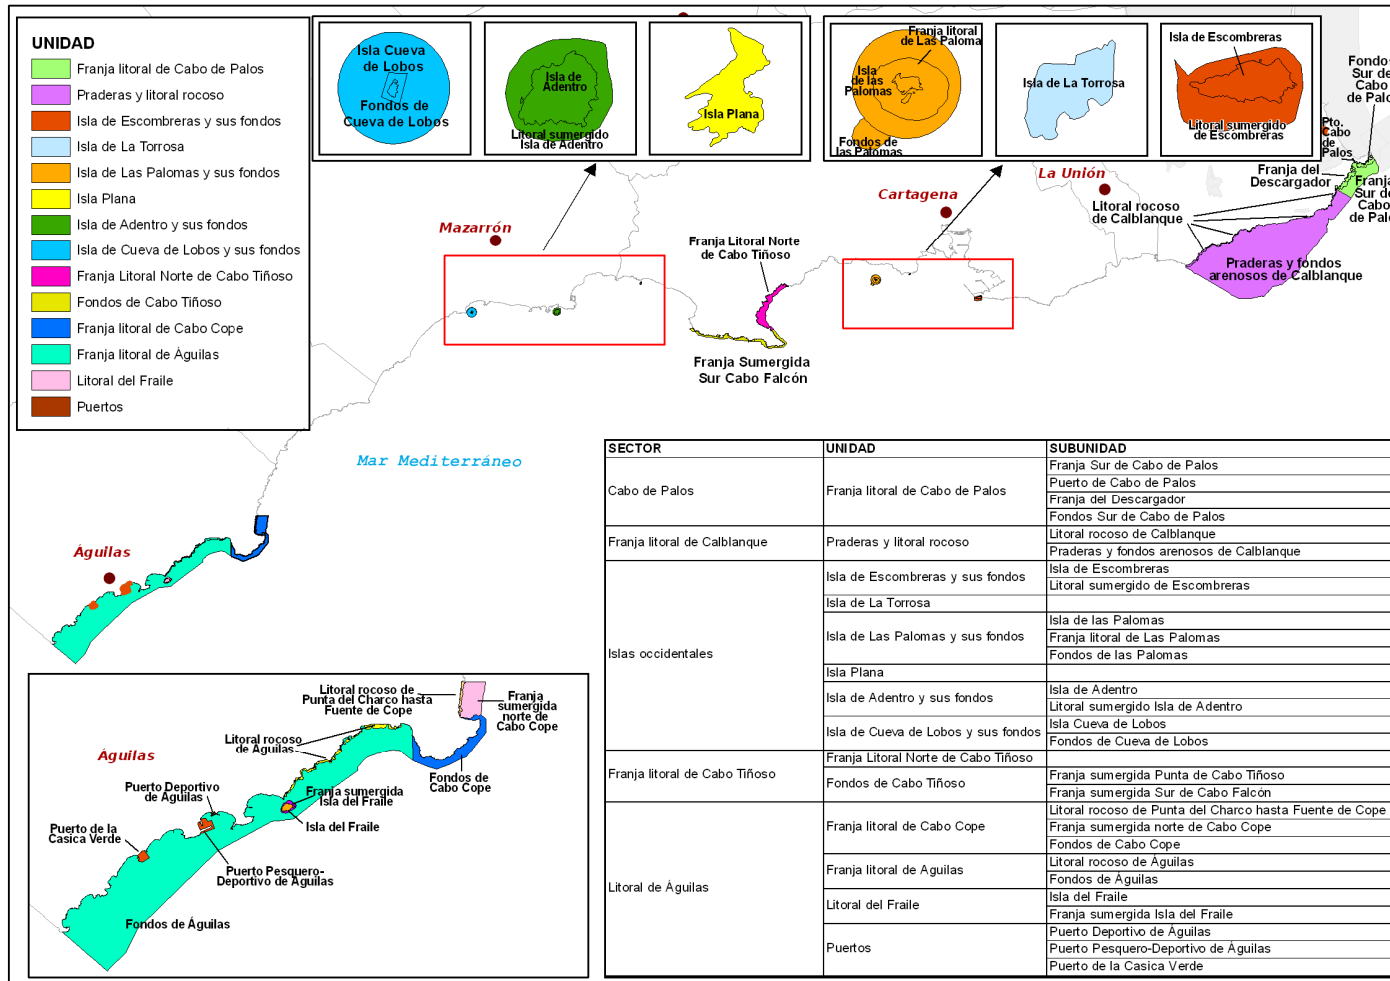 UNIDAD
Franja litoral de Cabo de Palos
Praderas y litoral rocoso
Isla de Escombreras y sus fondos
Isla de La Torrosa
Isla de Las Palomas y sus fondos
Isla Plana
Isla de Adentro y sus fondos
Isla de Cueva de Lobos y sus fondos
Franja Litoral Norte de Cabo Tiñoso
Fondos de Cabo Tiñoso
Franja litoral de Cabo Cope
Franja litoral de Águilas
Litoral del Fraile
Puertos
Isla Cueva
de Lobos
Fondos de
Cueva de Lobos
Isla de
Adentro
Litoral sumergido
Isla de Adentro
Isla Plana
Franja litoral
de Las Paloma
Isla
de las
Palomas
Fondos de
las Palomas
Isla de La Torrosa
Isla de Escombreras
Litoral sumergido
de Escombreras
Fondos
Sur de
Cabo
de Palo
Pto.
Cabo
de
Palos
Franja del
Descargador
Franja
Sur de
Cabo
de Palo
La Unión
Cartagena
Mazarrón
Litoral rocoso
de Calblanque
Praderas y fondos
arenosos de Calblanque
Franja Litoral Norte
de Cabo Tiñoso
Franja Sumergida
Sur Cabo Falcón
Mar Mediterráneo
Águilas
Litoral rocoso de
Punta del Charco hasta
Fuente de Cope
Franja
sumergida
norte de
Cabo Cope
Águilas
Litoral rocoso
de Aguilas
Fondos de
Cabo Cope
Puerto Deportivo
de Aguilas
Franja sumergida
Isla del Fraile
Isla del Fraile
Puerto de la
Casica Verde
Puerto Pesquero-
Deportivo de Aguilas
Fondos de Águilas
SECTOR UNIDAD SUBUNIDAD
Cabo de Palos Franja litoral de Cabo de Palos Franja Sur de Cabo de Palos
Puerto de Cabo de Palos
Franja del Descargador
Fondos Sur de Cabo de Palos
Franja litoral de Calblanque Praderas y litoral rocoso Litoral rocoso de Calblanque
Praderas y fondos arenosos de Calblanque
Islas occidentales Isla de Escombreras y sus fondos Isla de Escombreras
Litoral sumergido de Escombreras
Isla de La Torrosa
Isla de Las Palomas y sus fondos Isla de las Palomas
Franja litoral de Las Palomas
Fondos de las Palomas
Isla Plana
Isla de Adentro y sus fondos Isla de Adentro
Litoral sumergido Isla de Adentro
Isla de Cueva de Lobos y sus fondos Isla Cueva de Lobos
Fondos de Cueva de Lobos
Franja litoral de Cabo Tiñoso Franja Litoral Norte de Cabo Tiñoso
Fondos de Cabo Tiñoso Franja sumergida Punta de Cabo Tiñoso
Franja sumergida Sur de Cabo Falcón
Litoral de Águilas Franja litoral de Cabo Cope Litoral rocoso de Punta del Charco hasta Fuente de Cope
Franja sumergida norte de Cabo Cope
Fondos de Cabo Cope
Franja litoral de Aguilas Litoral rocoso de Águilas
Fondos de Águilas
Litoral del Fraile Isla del Fraile
Franja sumergida Isla del Fraile
Puertos Puerto Deportivo de Águilas
Puerto Pesquero-Deportivo de Águilas
Puerto de la Casica Verde